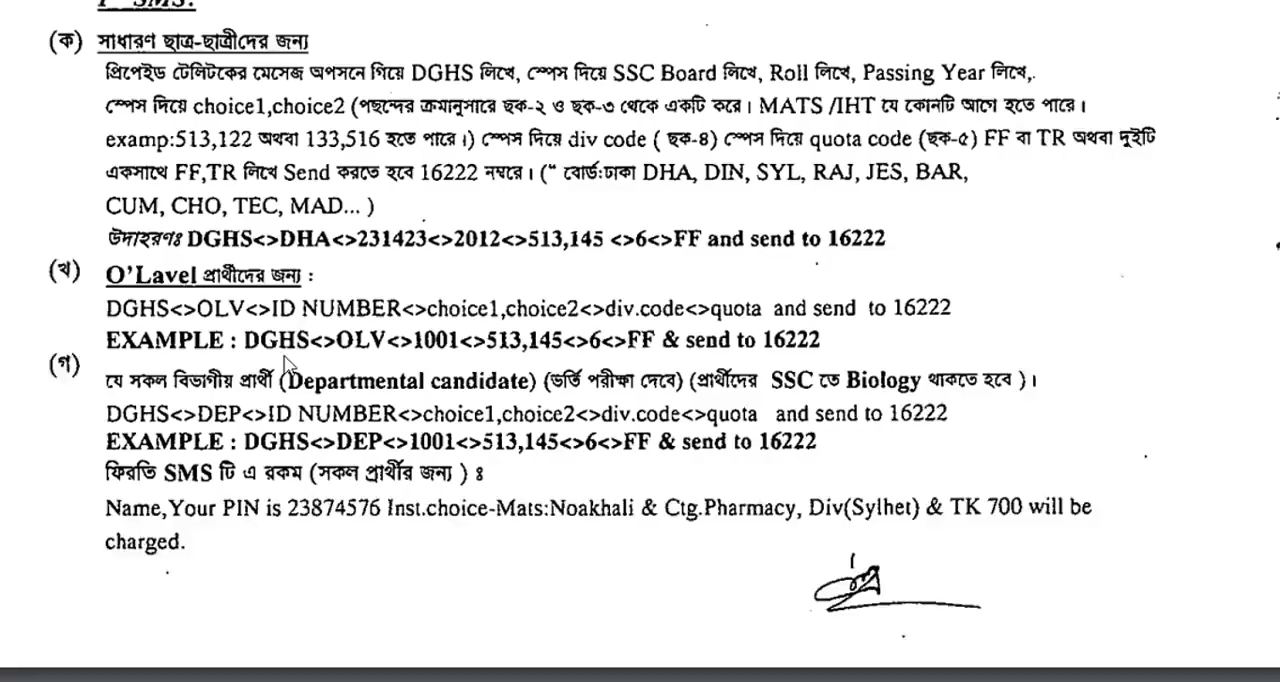 1st SMS:
(ক) সাধারণ ছাত্র-ছাত্রীদের জন্য
প্রিপেইড টেলিটকের মেসেজ অপসনে গিয়ে DGHS লিখে, স্পেস দিয়ে SSC Board লিখে, Roll লিখে, Passing Year লিখে,
স্পেস দিয়ে choice1,choice2 (পছন্দের ক্রমানুসারে ছক-২ ও ছক-৩ থেকে একটি করে। MATS /IHT যে কোনটি আগে হতে পারে।
examp:513,122 অথবা 133,516 হতে পারে।) স্পেস দিয়ে div code ( ছক-৪) স্পেস দিয়ে quota code (ছক-৫) FF বা TR অথবা দুইটি
একসাথে FF,TR লিখে Send করতে হবে 16222 নম্বরে। (“ বোর্ড:ঢাকা DHA, DIN, SYL, RAJ, JES, BAR,
CUM, CHO, TEC, MAD... )
উদাহরণঃ DGHS<>DHA<>231423<>2012<>513,145 <>6<>FF and send to 16222
(খ) O’Lavel প্রার্থীদের জন্য :
DGHS<>OLV<>ID NUMBER<>choice1,choice2<>div.code<>quota and send to 16222
EXAMPLE : DGHS<>OLV<>1001<>513,145<>6<>FF & send to 16222
(গ) যে সকল বিভাগীয় প্রার্থী (Departmental candidate) (ভর্তি পরীক্ষা দেবে) (প্রার্থীদের SSC তে Biology থাকতে হবে )।
DGHS<>DEP<>ID NUMBER<>choice1,choice2<>div.code<>quota and send to 16222
EXAMPLE : DGHS<>DEP<>1001<>513,145<>6<>FF & send to 16222
ফিরতি SMS টি এ রকম (সকল প্রার্থীর জন্য ) ঃ
Name,Your PIN is 23874576 Inst.choice-Mats:Noakhali & Ctg.Pharmacy, Div(Sylhet) & TK 700 will be
charged.